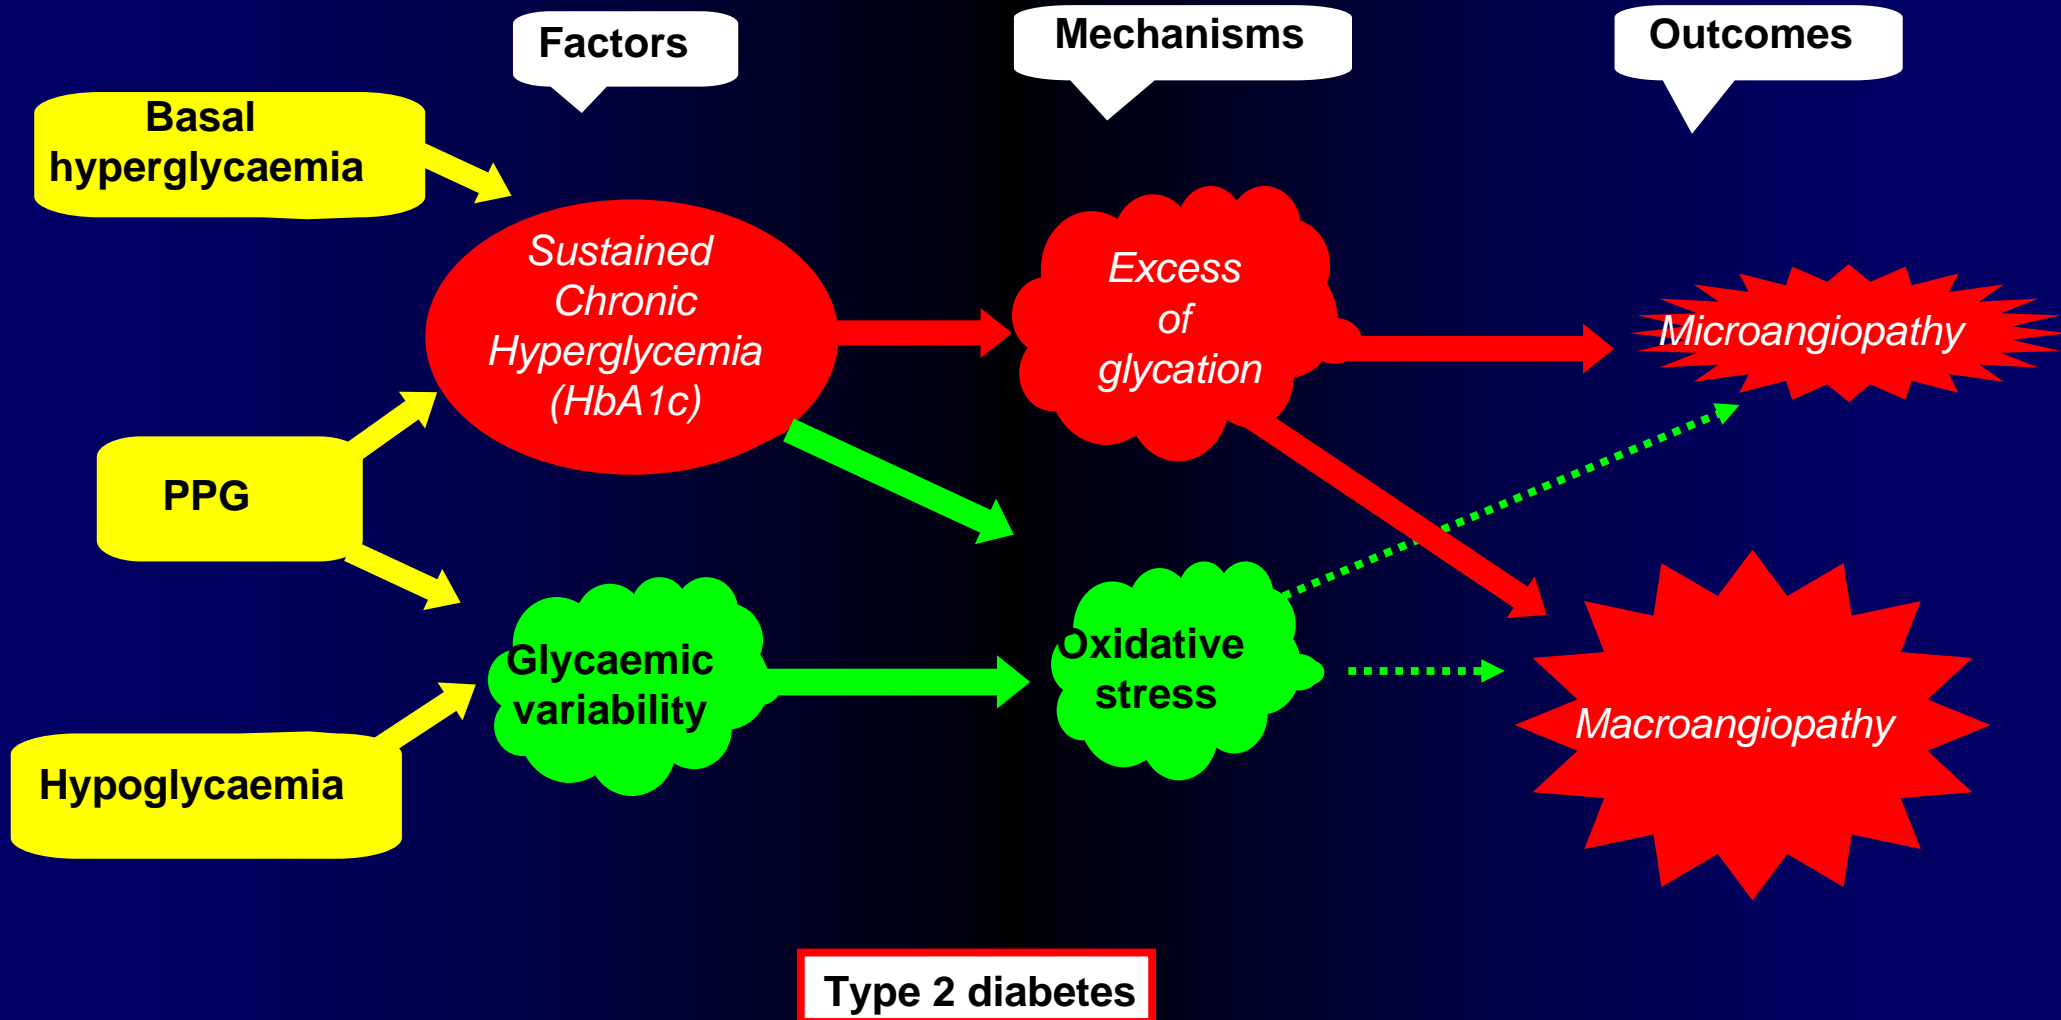 Factors
Mechanisms
Outcomes
Basal
hyperglycaemia
Sustained
Chronic
Hyperglycemia
(HbA1c)
Excess
of
glycation
Microangiopathy
PPG
Glycaemic
variability
Oxidative
stress
Macroangiopathy
Hypoglycaemia
Type 2 diabetes